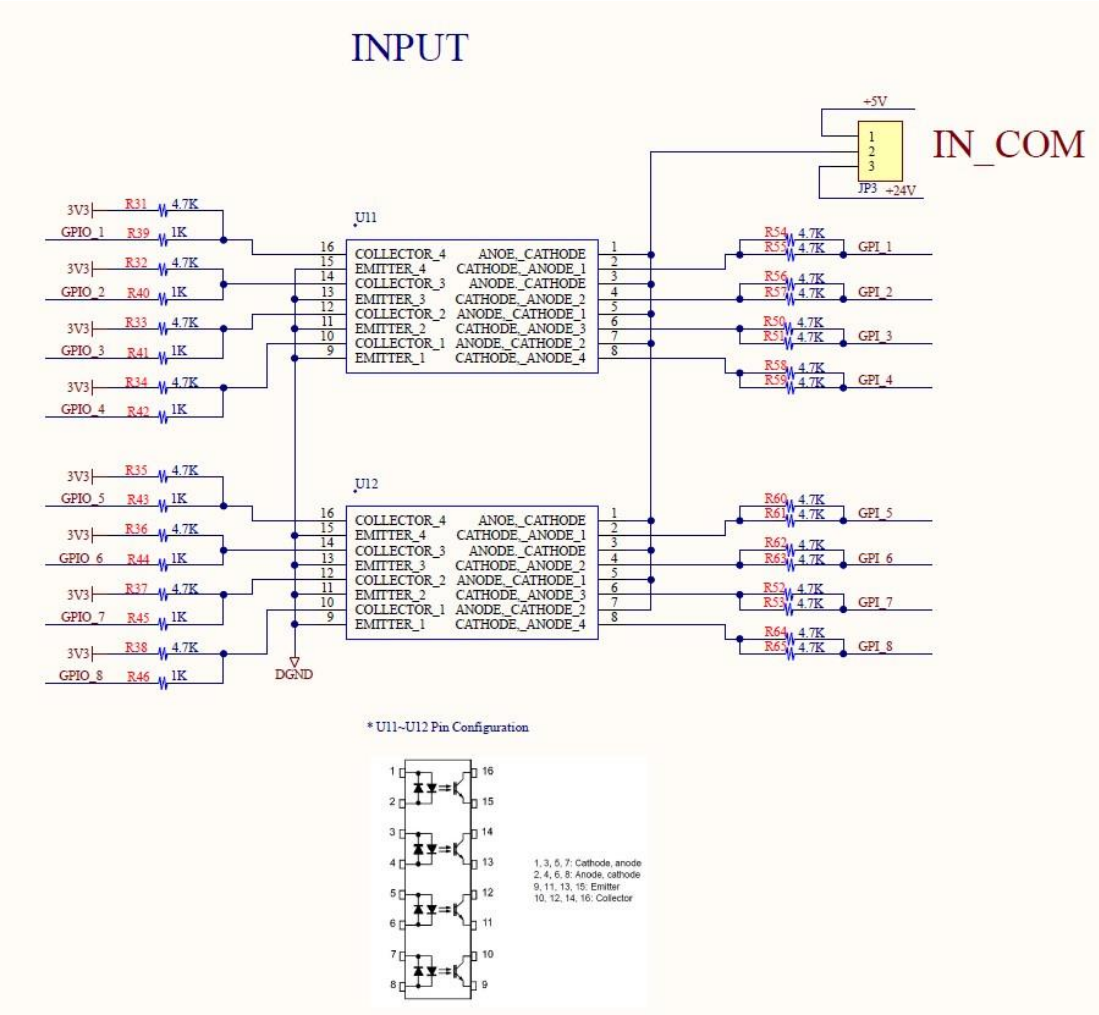 INPUT
+5V
1
2
3
IN_COM
JP3 +24V
3V3 R31 4.7K
GPIO_1 R39 1K
3V3 R32 4.7K
GPIO_2 R40 1K
3V3 R33 4.7K
GPIO_3 R41 1K
3V3 R34 4.7K
GPIO_4 R42 1K
U11
16 COLLECTOR_4 ANOE,_CATHODE 1
15 EMITTER_4 CATHODE,_ANODE_1 2
14 COLLECTOR_3 ANODE,_CATHODE 3
13 EMITTER_3 CATHODE,_ANODE_2 4
12 COLLECTOR_2 ANODE,_CATHODE_1 5
11 EMITTER_2 CATHODE,_ANODE_3 6
10 COLLECTOR_1 ANODE,_CATHODE_2 7
9 EMITTER_1 CATHODE,_ANODE_4 8
R54 4.7K
R55 4.7K GPI_1
R56 4.7K
R57 4.7K GPI_2
R50 4.7K
R51 4.7K GPI_3
R58 4.7K
R59 4.7K GPI_4
3V3 R35 4.7K
GPIO_5 R43 1K
3V3 R36 4.7K
GPIO_6 R44 1K
3V3 R37 4.7K
GPIO_7 R45 1K
3V3 R38 4.7K
GPIO_8 R46 1K
U12
16 COLLECTOR_4 ANOE,_CATHODE 1
15 EMITTER_4 CATHODE,_ANODE_1 2
14 COLLECTOR_3 ANODE,_CATHODE 3
13 EMITTER_3 CATHODE,_ANODE_2 4
12 COLLECTOR_2 ANODE,_CATHODE_1 5
11 EMITTER_2 CATHODE,_ANODE_3 6
10 COLLECTOR_1 ANODE,_CATHODE_2 7
9 EMITTER_1 CATHODE,_ANODE_4 8
R60 4.7K
R61 4.7K GPI_5
R62 4.7K
R63 4.7K GPI_6
R52 4.7K
R53 4.7K GPI_7
R64 4.7K
R65 4.7K GPI_8
DGND
* U11~U12 Pin Configuration
1 16
2 15
3 14
4 13
5 12
6 11
7 10
8 9
1, 3, 5, 7: Cathode, anode
2, 4, 6, 8: Anode, cathode
9, 11, 13, 15: Emitter
10, 12, 14, 16: Collector